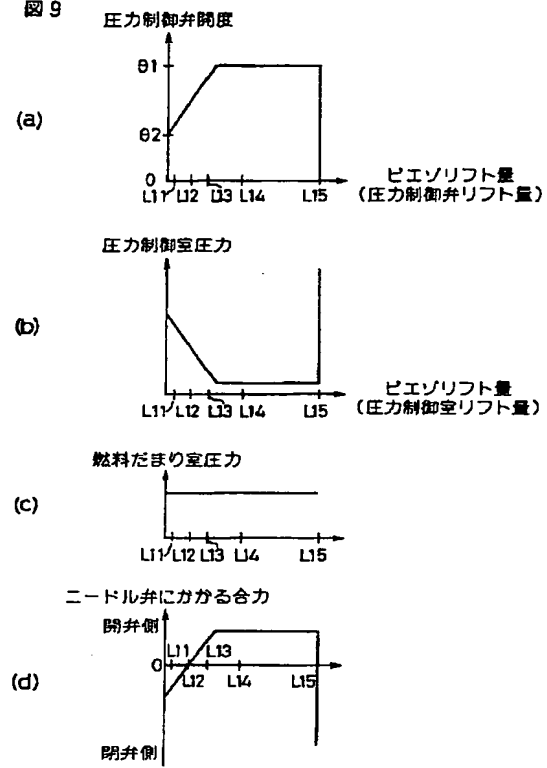 図9
圧力制御弁開度
(a)
θ1
θ2
0
L11 L12 L13 L14 L15
ピエゾリフト量
(圧力制御弁リフト量)
圧力制御室圧力
(b)
L11 L12 L13 L14 L15
ピエゾリフト量
(圧力制御室リフト量)
燃料だまり室圧力
(c)
L11 L12 L13 L14 L15
ニードル弁にかかる合力
(d)
開弁側
0
L11 L13
L12 L14 L15
閉弁側